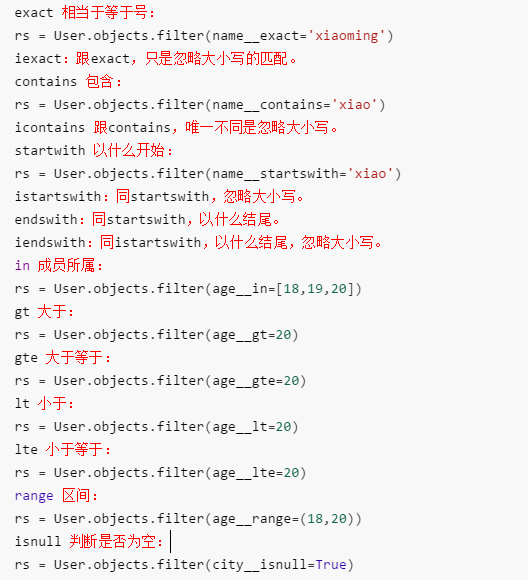 exact 相当于等于号：
rs = User.objects.filter(name__exact='xiaoming')
iexact：跟exact，只是忽略大小写的匹配。
contains 包含：
rs = User.objects.filter(name__contains='xiao')
icontains 跟contains，唯一不同是忽略大小写。
startwith 以什么开始：
rs = User.objects.filter(name__startswith='xiao')
istartswith：同startswith，忽略大小写。
endswith：同startswith，以什么结尾。
iendswith：同istartswith，以什么结尾，忽略大小写。
in 成员所属：
rs = User.objects.filter(age__in=[18,19,20])
gt 大于：
rs = User.objects.filter(age__gt=20)
gte 大于等于：
rs = User.objects.filter(age__gte=20)
lt 小于：
rs = User.objects.filter(age__lt=20)
lte 小于等于：
rs = User.objects.filter(age__lte=20)
range 区间：
rs = User.objects.filter(age__range=(18,20))
isnull 判断是否为空：
rs = User.objects.filter(city__isnull=True)